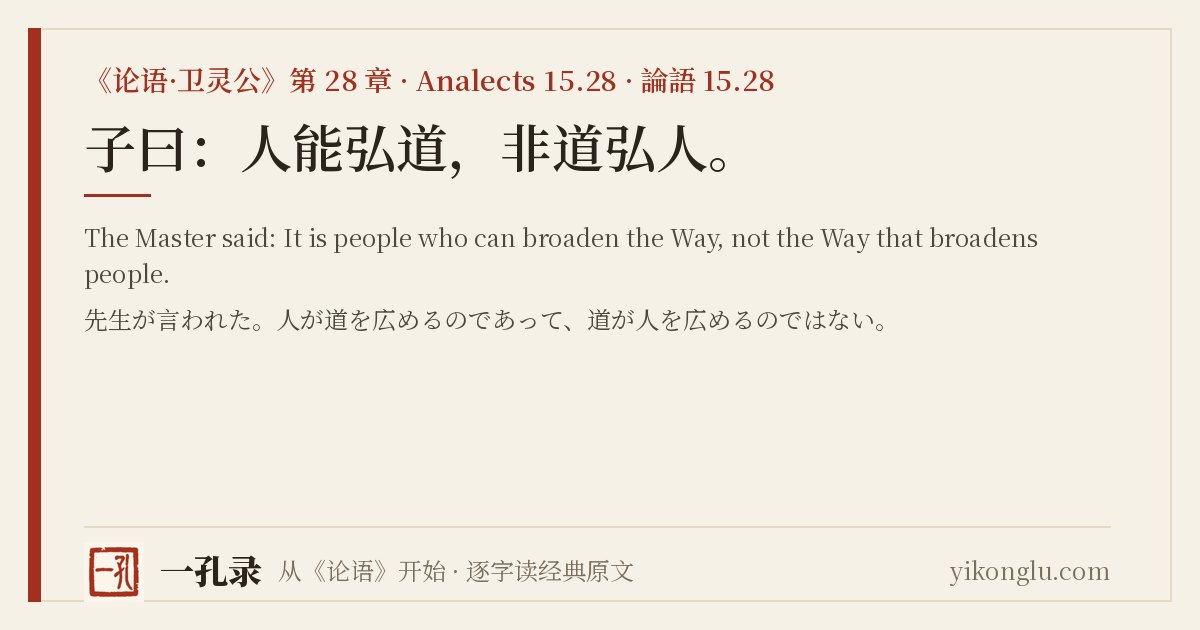 《论语·卫灵公》第 28 章 · Analects 15.28 · 論語 15.28
子曰：人能弘道，非道弘人。
The Master said: It is people who can broaden the Way, not the Way that broadens
people.
先生が言われた。人が道を広めるのであって、道が人を広めるのではない。
一孔
一孔录 从《论语》开始 · 逐字读经典原文 yikonglu.com